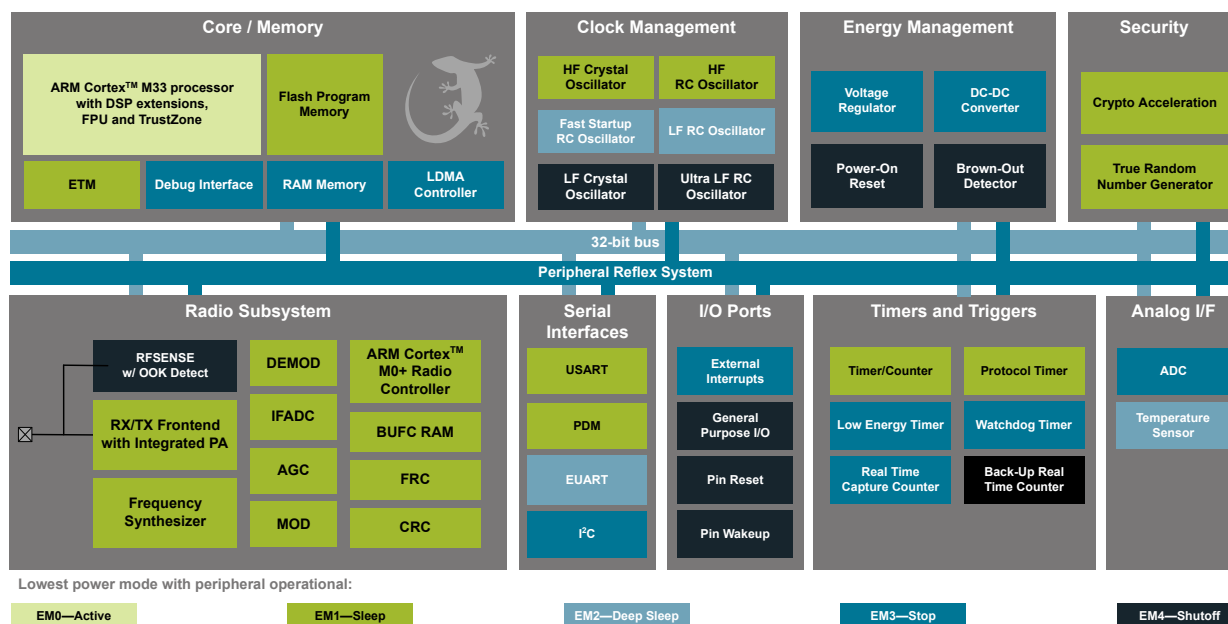 Core / Memory
ARM Cortex™ M33 processor
with DSP extensions,
FPU and TrustZone
Flash Program
Memory
ETM
Debug Interface
RAM Memory
LDMA
Controller
Clock Management
HF Crystal
Oscillator
HF
RC Oscillator
Fast Startup
RC Oscillator
LF RC Oscillator
LF Crystal
Oscillator
Ultra LF RC
Oscillator
Energy Management
Voltage
Regulator
DC-DC
Converter
Power-On
Reset
Brown-Out
Detector
Security
Crypto Acceleration
True Random
Number Generator
32-bit bus
Peripheral Reflex System
Radio Subsystem
RFSENSE
w/ OOK Detect
RX/TX Frontend
with Integrated PA
Frequency
Synthesizer
DEMOD
IFADC
AGC
MOD
ARM Cortex™
M0+ Radio
Controller
BUFC RAM
FRC
CRC
Serial
Interfaces
USART
PDM
EUART
I²C
I/O Ports
External
Interrupts
General
Purpose I/O
Pin Reset
Pin Wakeup
Timers and Triggers
Timer/Counter
Protocol Timer
Low Energy Timer
Watchdog Timer
Real Time
Capture Counter
Back-Up Real
Time Counter
Analog I/F
ADC
Temperature
Sensor
Lowest power mode with peripheral operational:
EM0—Active
EM1—Sleep
EM2—Deep Sleep
EM3—Stop
EM4—Shutoff